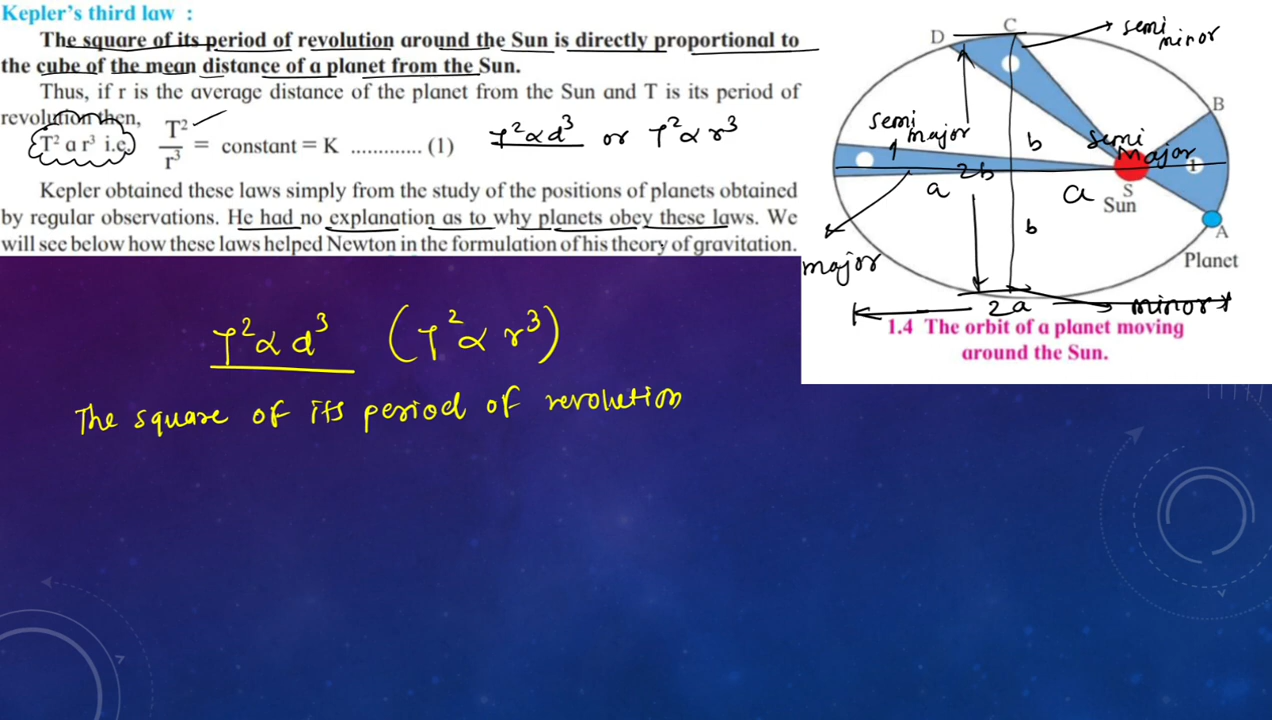 Kepler's third law :
The square of its period of revolution around the Sun is directly proportional to
the cube of the mean distance of a planet from the Sun.
Thus, if r is the average distance of the planet from the Sun and T is its period of
revolution then,
T² α r³ i.e. T²/r³ = constant = K ............. (1)
T² α d³ or T² α r³
Kepler obtained these laws simply from the study of the positions of planets obtained
by regular observations. He had no explanation as to why planets obey these laws. We
will see below how these laws helped Newton in the formulation of his theory of gravitation.
T² α d³ (T² α r³)
The square of its period of revolution
D
C
semi
minor
B
semi
major
b
semi
Major
2b
a
a
S
Sun
b
A
major
Planet
2a
minor
1.4 The orbit of a planet moving
around the Sun.